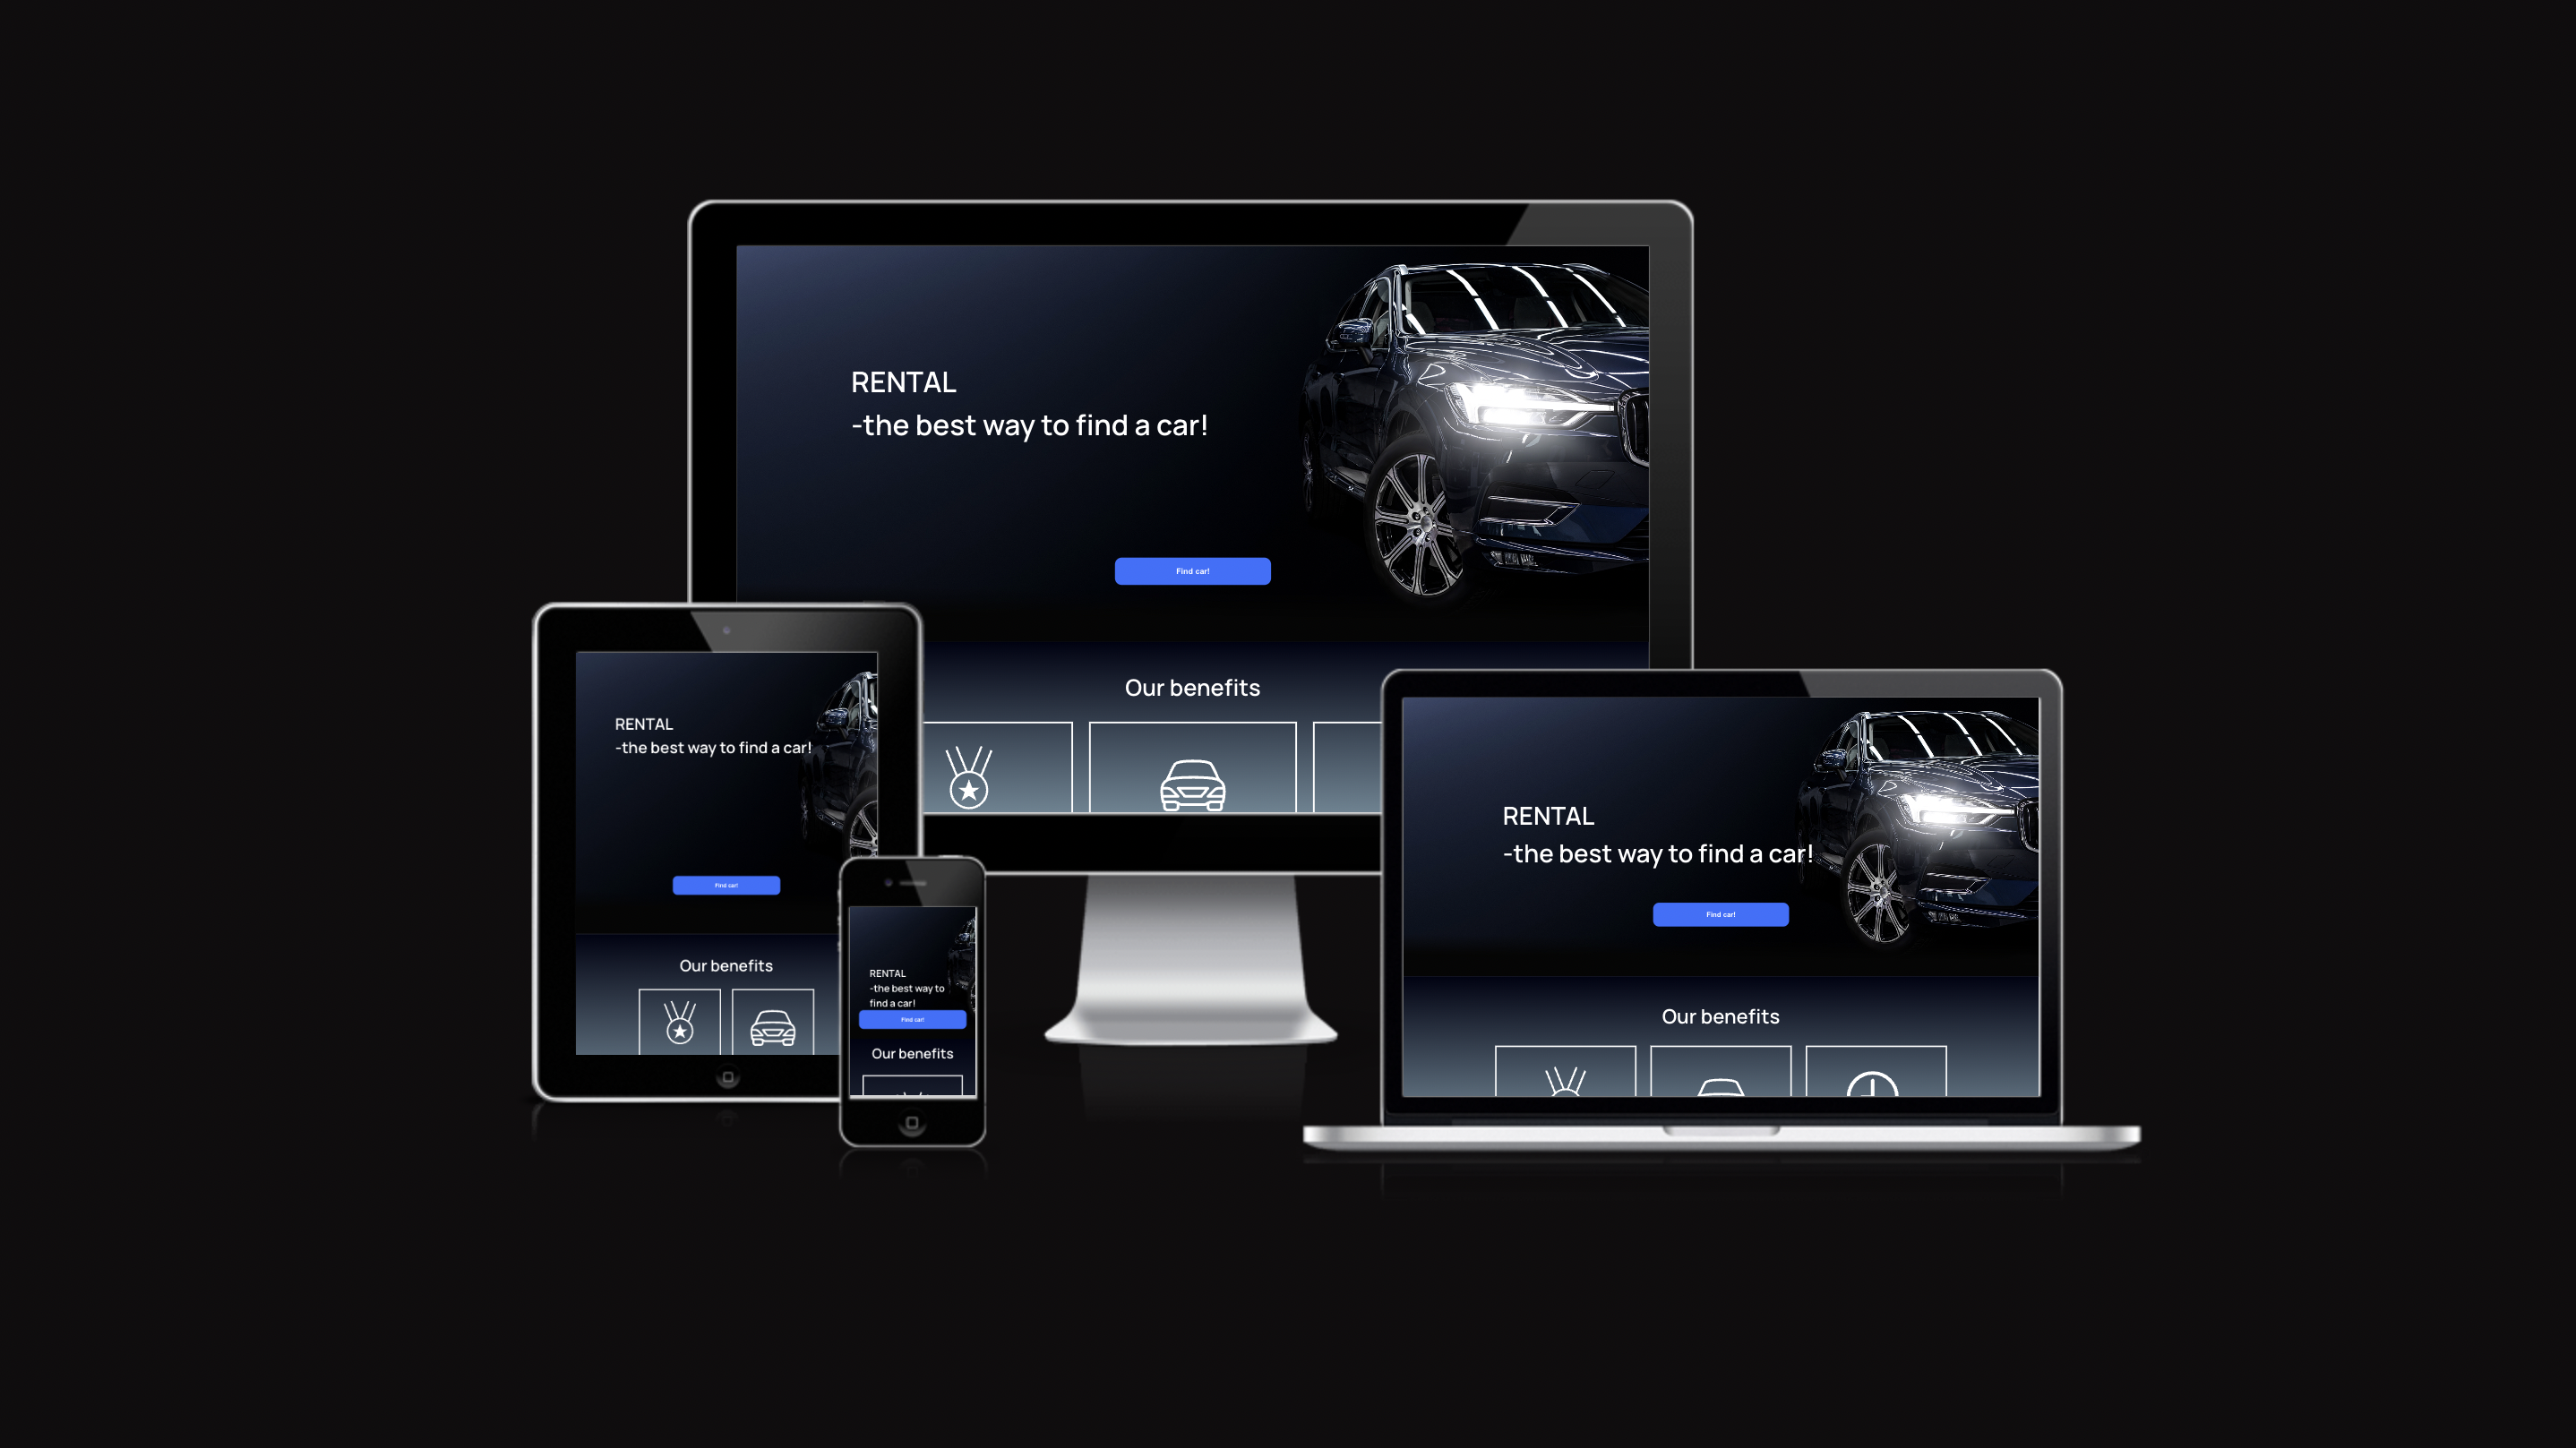 RENTAL
-the best way to find a car!
Find car!
Our benefits
RENTAL
-the best way to find a car!
Find car!
Our benefits
RENTAL
-the best way to
find a car!
Find car!
Our benefits
RENTAL
-the best way to find a car!
Find car!
Our benefits